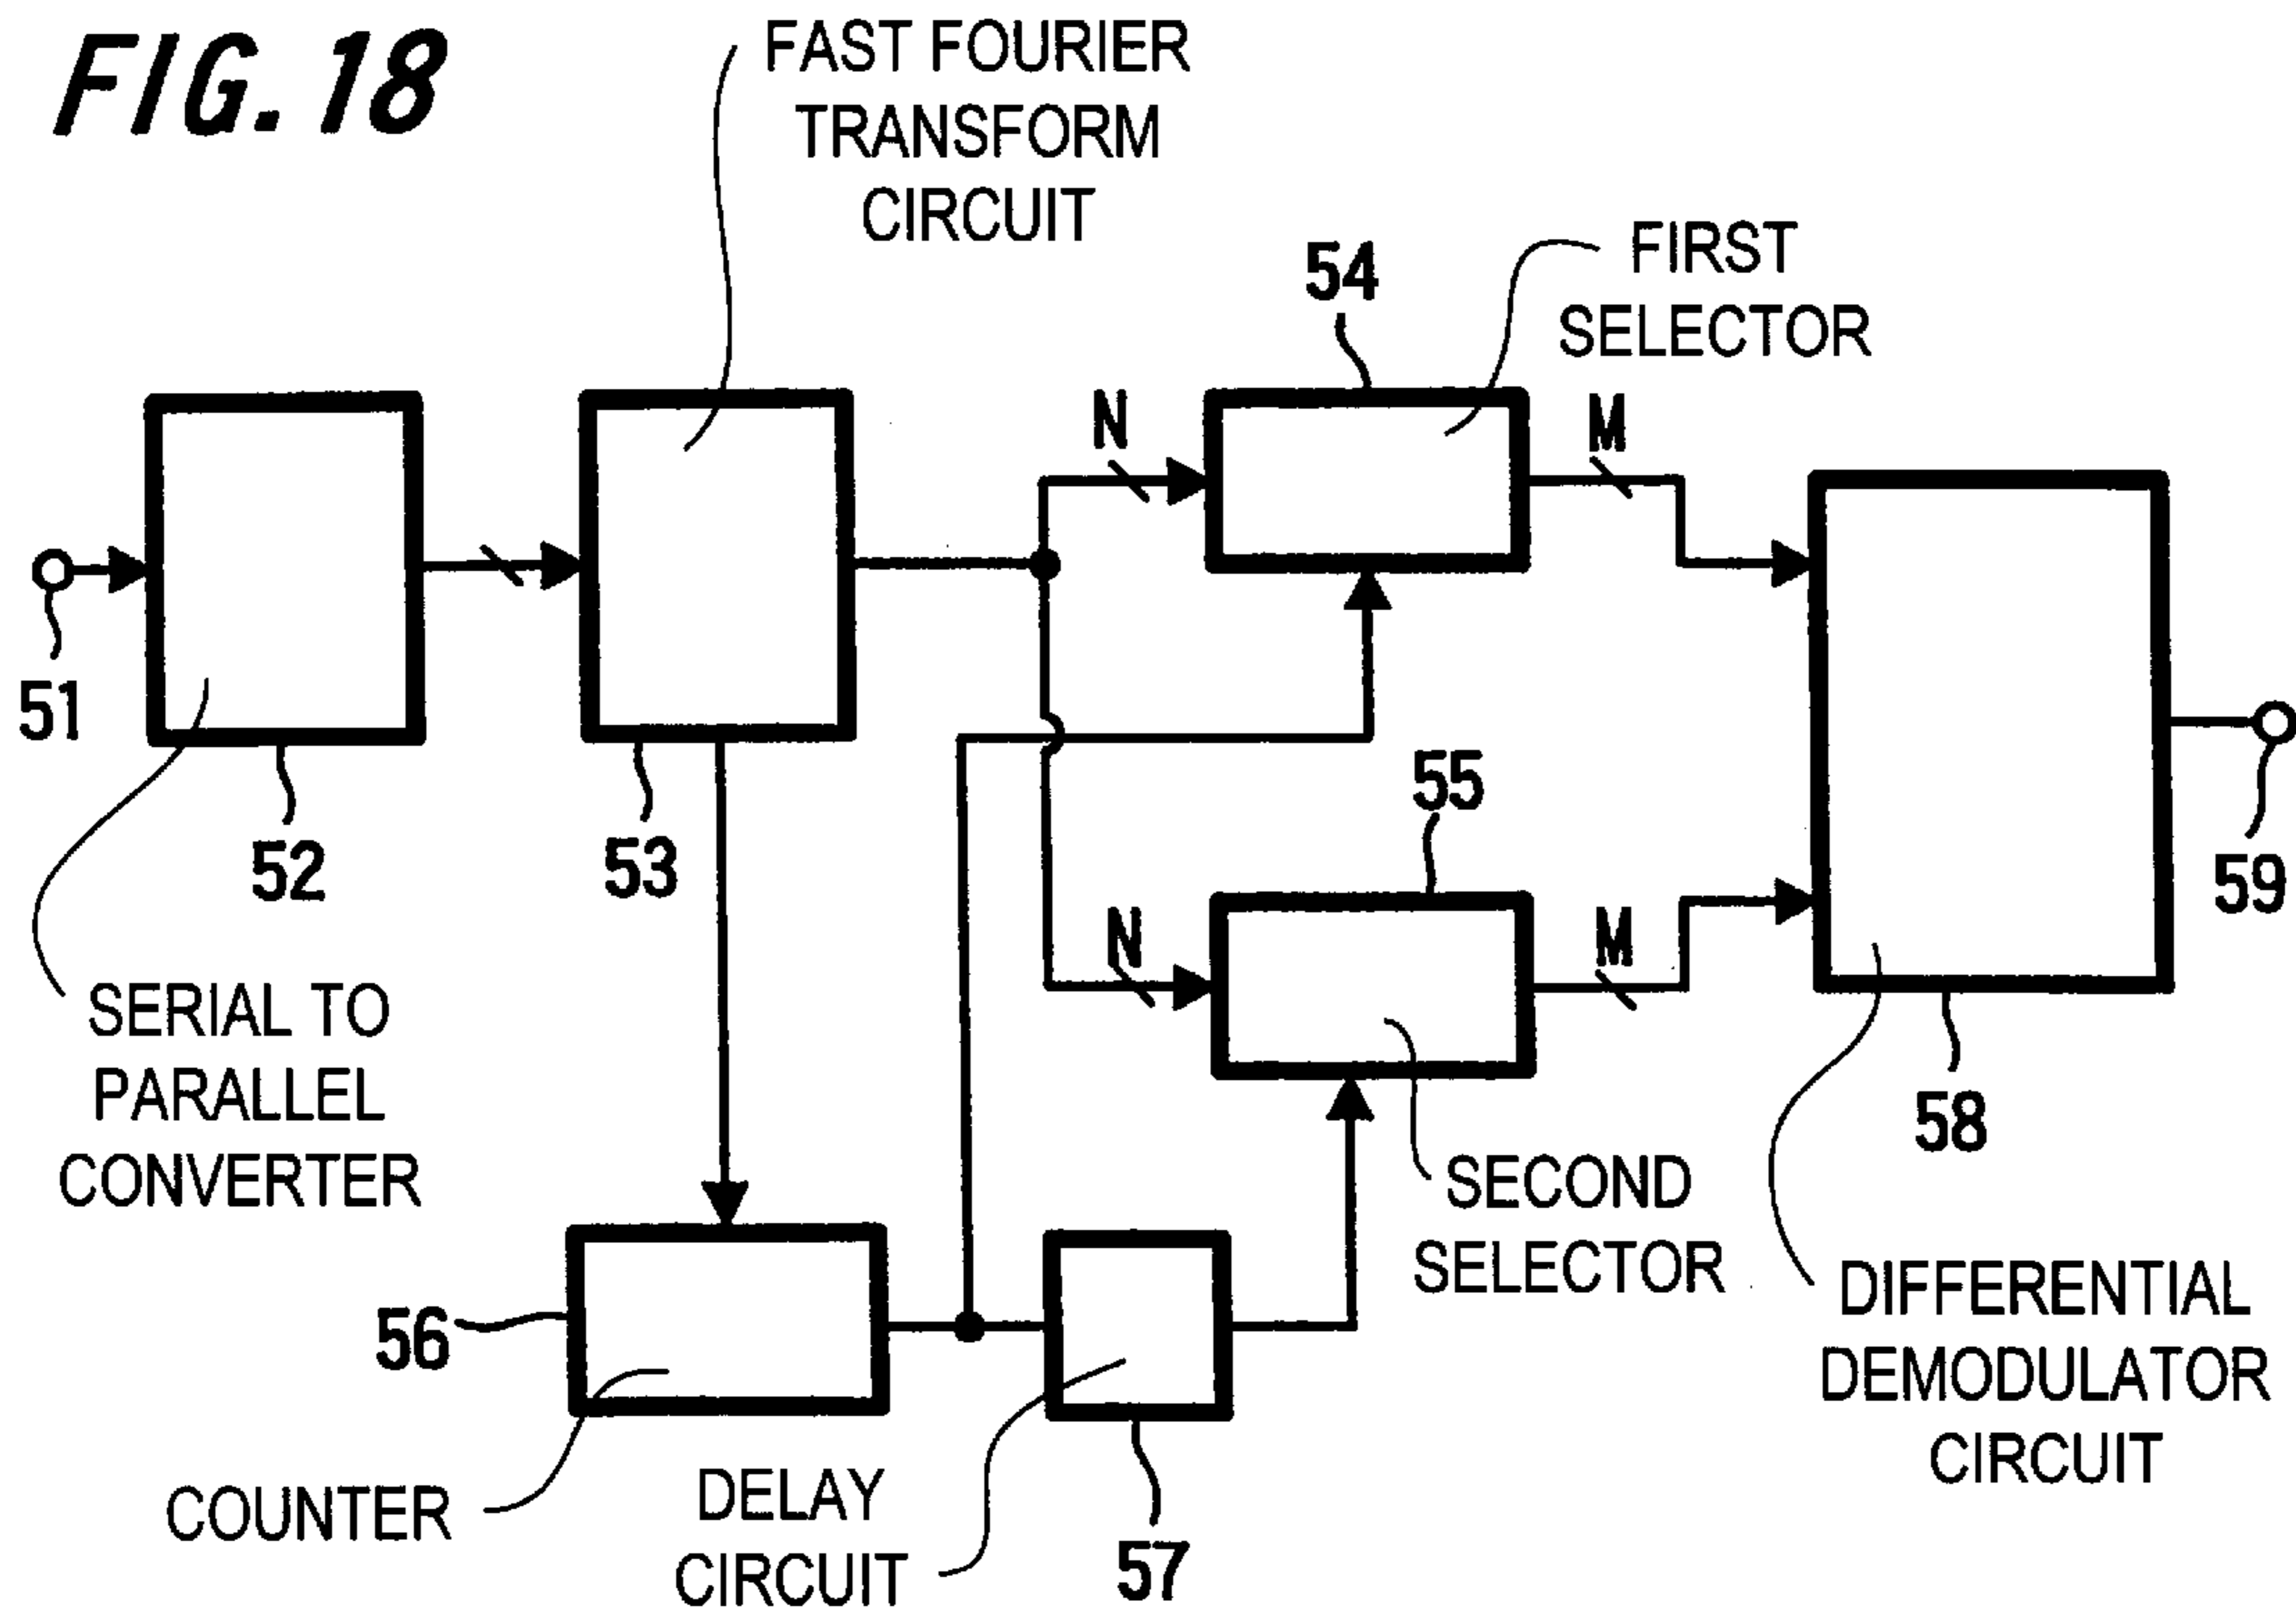 FIG. 18
FAST FOURIER
TRANSFORM
CIRCUIT
FIRST
SELECTOR
54
N
M
51
52
53
55
N
M
59
SERIAL TO
PARALLEL
CONVERTER
58
SECOND
SELECTOR
DIFFERENTIAL
DEMODULATOR
CIRCUIT
56
COUNTER
DELAY
CIRCUIT
57